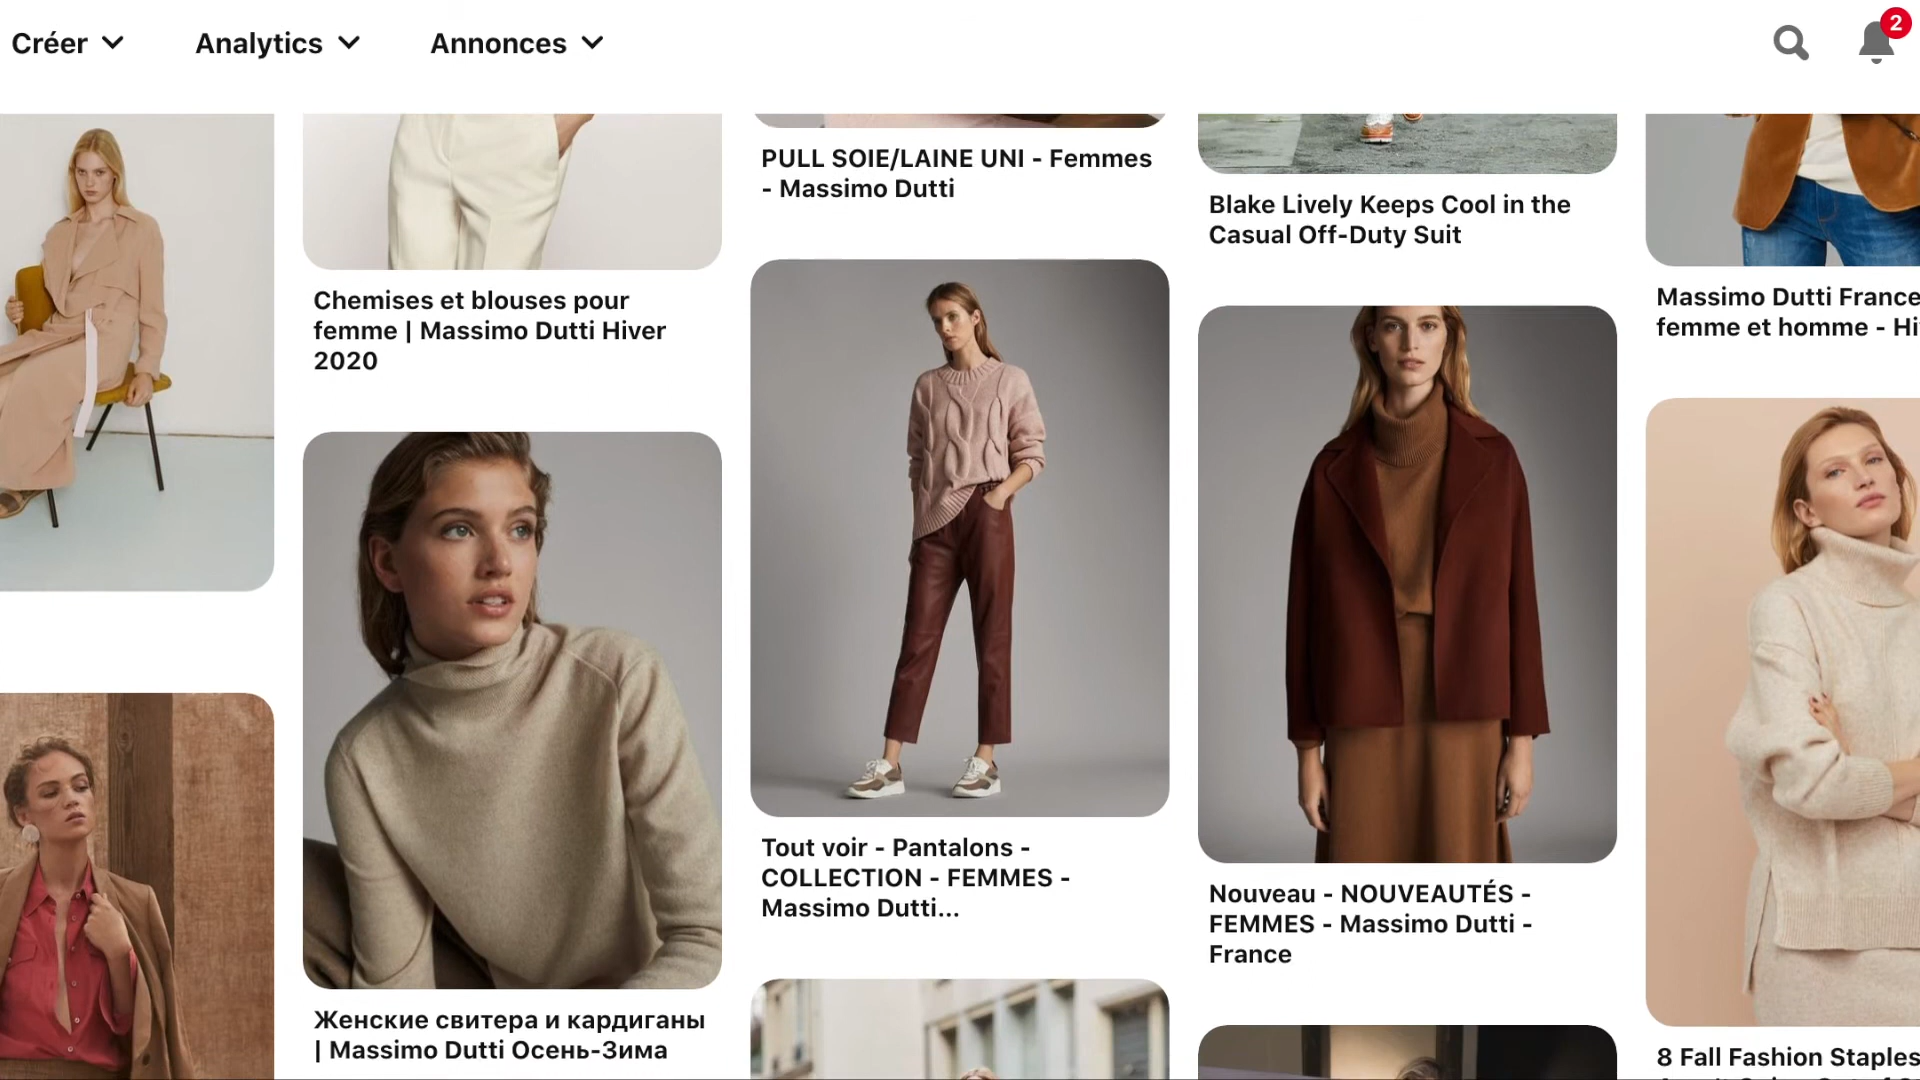 Créer
Analytics
Annonces
2
PULL SOIE/LAINE UNI - Femmes
- Massimo Dutti
Blake Lively Keeps Cool in the
Casual Off-Duty Suit
Chemises et blouses pour
femme | Massimo Dutti Hiver
2020
Massimo Dutti France
femme et homme - Hi
Tout voir - Pantalons -
COLLECTION - FEMMES -
Massimo Dutti...
Nouveau - NOUVEAUTÉS -
FEMMES - Massimo Dutti -
France
Женские свитера и кардиганы
| Massimo Dutti Осень-Зима
8 Fall Fashion Staples